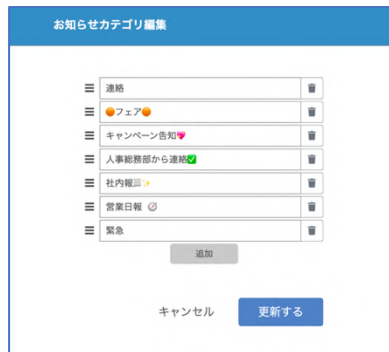 お知らせカテゴリ編集
連絡
🟠フェア🟠
キャンペーン告知💝
人事総務部から連絡✅
社内報📰✨
営業日報 🧭
緊急
追加
キャンセル 更新する